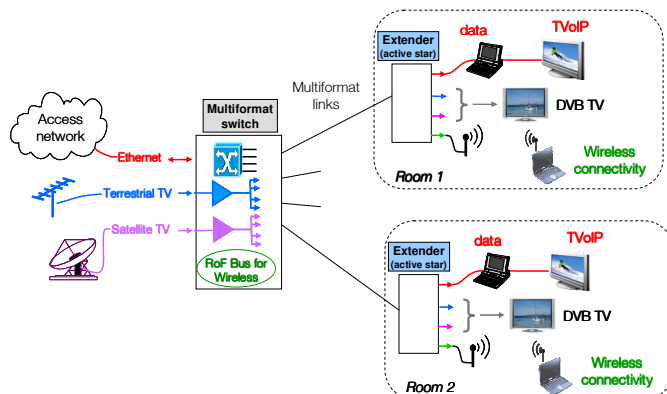 Access
network
Ethernet
Terrestrial TV
Satellite TV
Multiformat
switch
RoF Bus for
Wireless
Multiformat
links
Extender
(active star)
data
TVoIP
DVB TV
Wireless
connectivity
Room 1
Extender
(active star)
data
TVoIP
DVB TV
Wireless
connectivity
Room 2